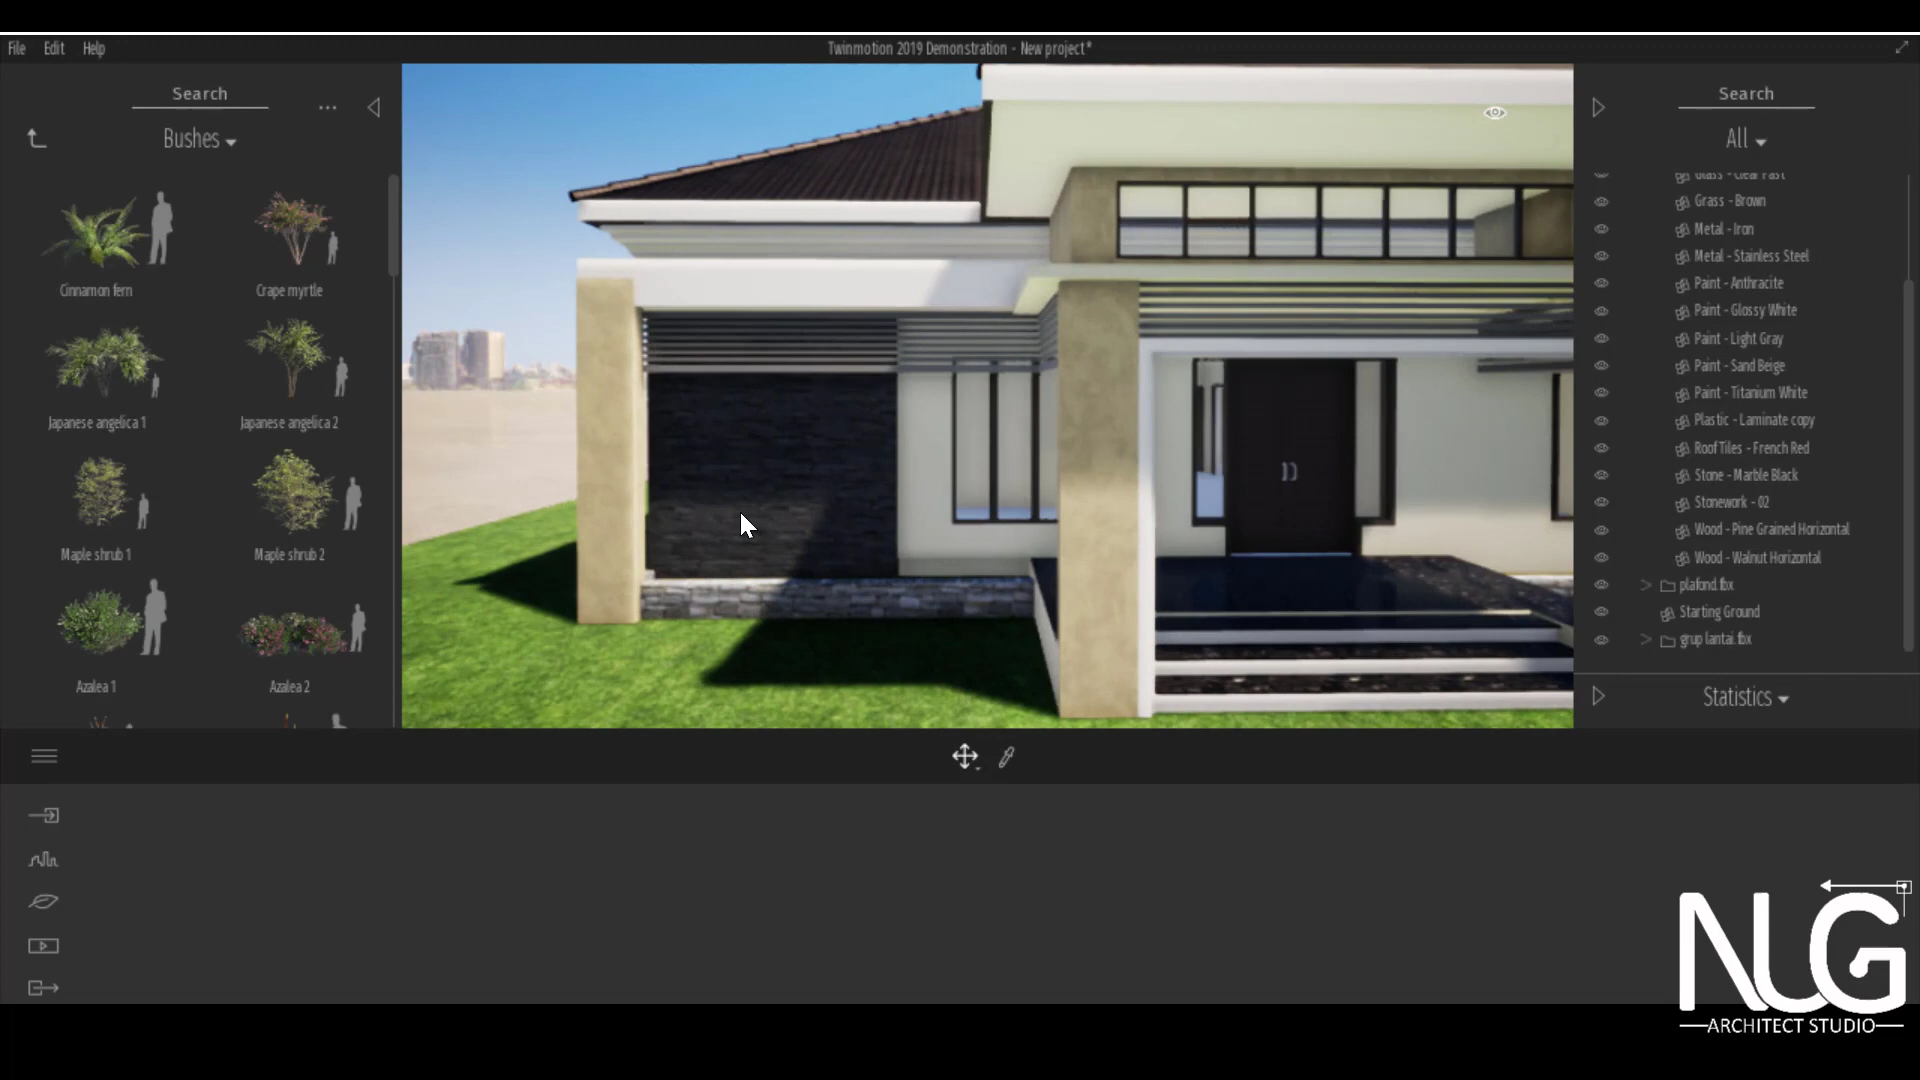 File Edit Help
Twinmotion 2019 Demonstration - New project*
Search
Bushes
Cinnamon fern
Crape myrtle
Japanese angelica 1
Japanese angelica 2
Maple shrub 1
Maple shrub 2
Azalea 1
Azalea 2
Search
All
Glass - Clear Fast
Grass - Brown
Metal - Iron
Metal - Stainless Steel
Paint - Anthracite
Paint - Glossy White
Paint - Light Gray
Paint - Sand Beige
Paint - Titanium White
Plastic - Laminate copy
Roof Tiles - French Red
Stone - Marble Black
Stonework - 02
Wood - Pine Grained Horizontal
Wood - Walnut Horizontal
plafond.fbx
Starting Ground
grup lantai.fbx
Statistics
NUG
ARCHITECT STUDIO